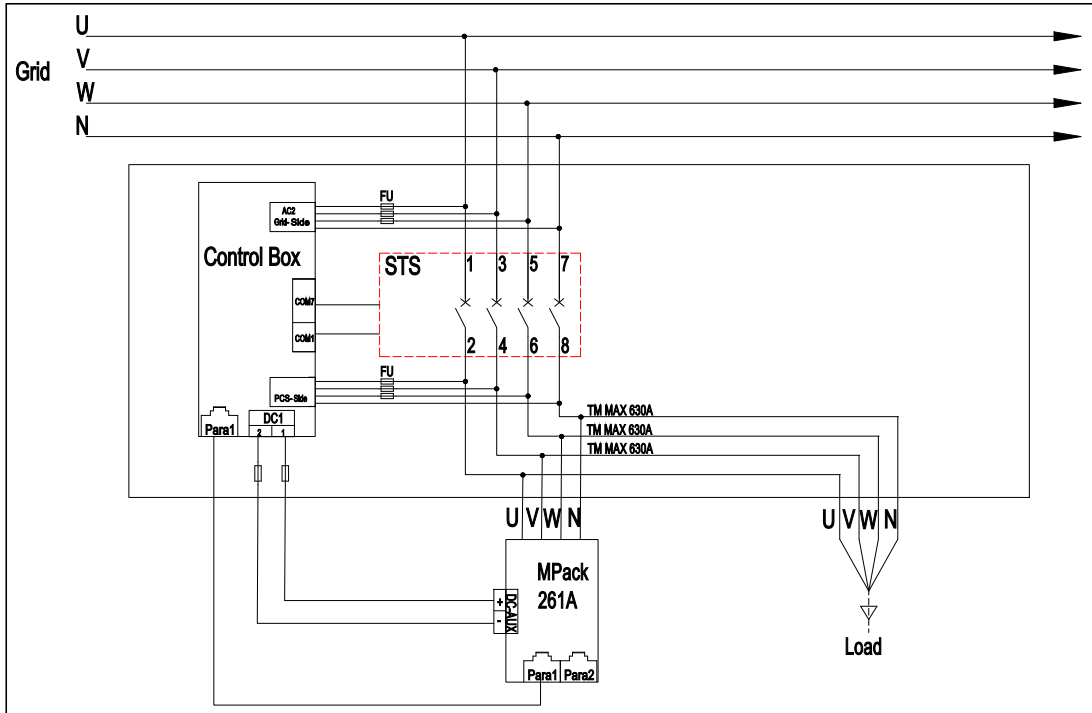 U
V
Grid
W
N
FU
AC2
Grid-Side
Control Box
STS
1 3 5 7
COM7
COM1
2 4 6 8
FU
PCS-Side
DC1
Para1
2 1
TM MAX 630A
TM MAX 630A
TM MAX 630A
U V W N
U V W N
MPack
261A
+
-
DC-AUX
Load
Para1 Para2